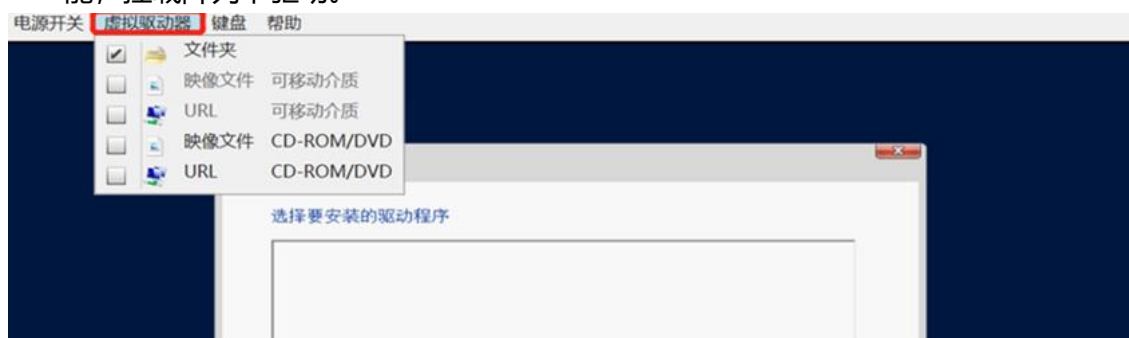 电源开关 虚拟驱动器 键盘 帮助
文件夹
映像文件 可移动介质
URL 可移动介质
映像文件 CD-ROM/DVD
URL CD-ROM/DVD
选择要安装的驱动程序